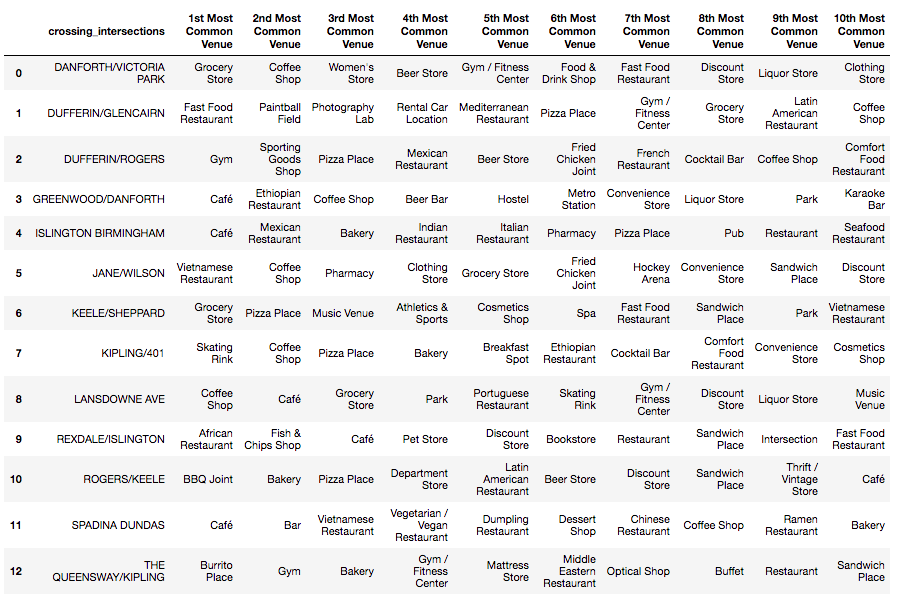 crossing_intersections 1st Most Common Venue 2nd Most Common Venue 3rd Most Common Venue 4th Most Common Venue 5th Most Common Venue 6th Most Common Venue 7th Most Common Venue 8th Most Common Venue 9th Most Common Venue 10th Most Common Venue
0 DANFORTH/VICTORIA PARK Grocery Store Coffee Shop Women's Store Beer Store Gym / Fitness Center Food & Drink Shop Fast Food Restaurant Discount Store Liquor Store Clothing Store
1 DUFFERIN/GLENCAIRN Fast Food Restaurant Paintball Field Photography Lab Rental Car Location Mediterranean Restaurant Pizza Place Gym / Fitness Center Grocery Store Latin American Restaurant Coffee Shop
2 DUFFERIN/ROGERS Gym Sporting Goods Shop Pizza Place Mexican Restaurant Beer Store Fried Chicken Joint French Restaurant Cocktail Bar Coffee Shop Comfort Food Restaurant
3 GREENWOOD/DANFORTH Café Ethiopian Restaurant Coffee Shop Beer Bar Hostel Metro Station Convenience Store Liquor Store Park Karaoke Bar
4 ISLINGTON BIRMINGHAM Café Mexican Restaurant Bakery Indian Restaurant Italian Restaurant Pharmacy Pizza Place Pub Restaurant Seafood Restaurant
5 JANE/WILSON Vietnamese Restaurant Coffee Shop Pharmacy Clothing Store Grocery Store Fried Chicken Joint Hockey Arena Convenience Store Sandwich Place Discount Store
6 KEELE/SHEPPARD Grocery Store Pizza Place Music Venue Athletics & Sports Cosmetics Shop Spa Fast Food Restaurant Sandwich Place Park Vietnamese Restaurant
7 KIPLING/401 Skating Rink Coffee Shop Pizza Place Bakery Breakfast Spot Ethiopian Restaurant Cocktail Bar Comfort Food Restaurant Convenience Store Cosmetics Shop
8 LANSDOWNE AVE Coffee Shop Café Grocery Store Park Portuguese Restaurant Skating Rink Gym / Fitness Center Discount Store Liquor Store Music Venue
9 REXDALE/ISLINGTON African Restaurant Fish & Chips Shop Café Pet Store Discount Store Bookstore Restaurant Sandwich Place Intersection Fast Food Restaurant
10 ROGERS/KEELE BBQ Joint Bakery Pizza Place Department Store Latin American Restaurant Beer Store Discount Store Sandwich Place Thrift / Vintage Store Café
11 SPADINA DUNDAS Café Bar Vietnamese Restaurant Vegetarian / Vegan Restaurant Dumpling Restaurant Dessert Shop Chinese Restaurant Coffee Shop Ramen Restaurant Bakery
12 THE QUEENSWAY/KIPLING Burrito Place Gym Bakery Gym / Fitness Center Mattress Store Middle Eastern Restaurant Optical Shop Buffet Restaurant Sandwich Place